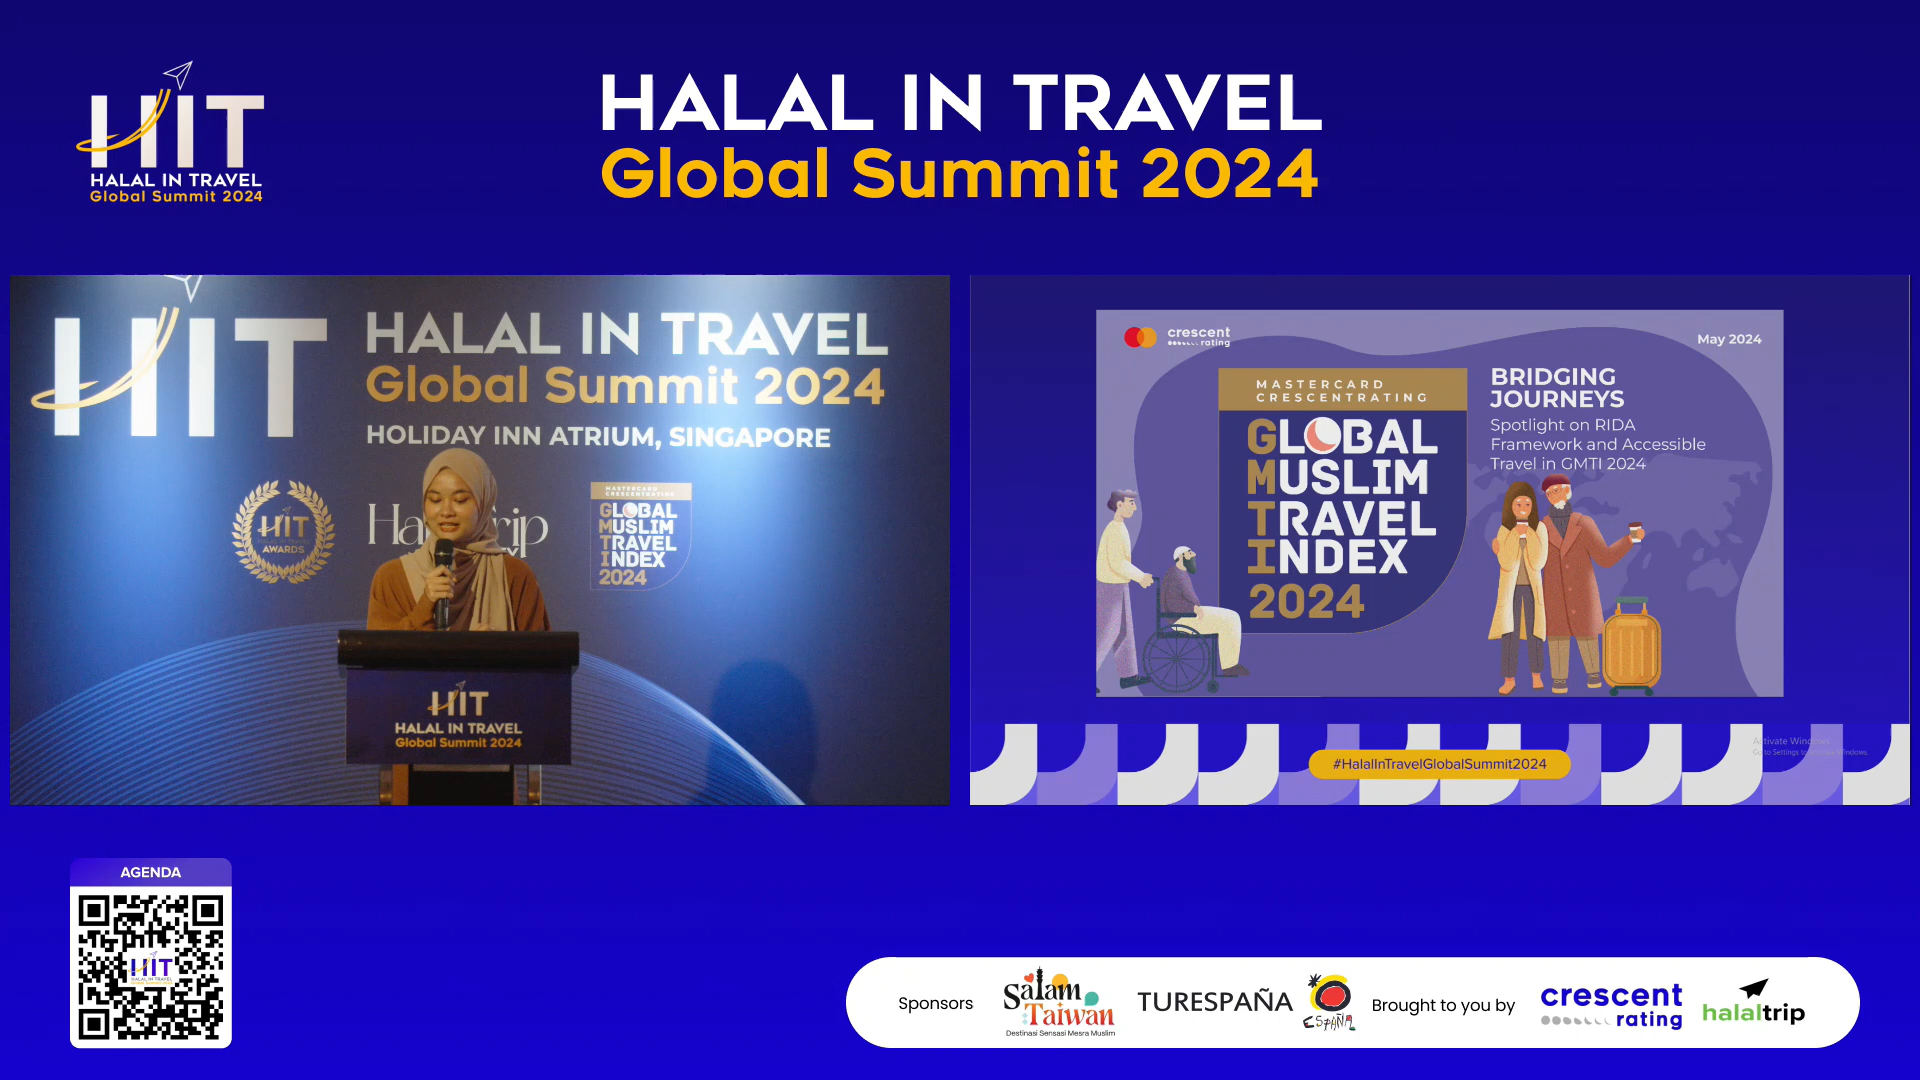 HIT
HALAL IN TRAVEL
Global Summit 2024
HALAL IN TRAVEL
Global Summit 2024
HIT
HALAL IN TRAVEL
Global Summit 2024
HOLIDAY INN ATRIUM, SINGAPORE
HIT
AWARDS
MASTERCARD
CRESCENTRATING
GLOBAL
MUSLIM
TRAVEL
INDEX
2024
HIT
HALAL IN TRAVEL
Global Summit 2024
crescent
rating
May 2024
MASTERCARD
CRESCENTRATING
GLOBAL
MUSLIM
TRAVEL
INDEX
2024
BRIDGING
JOURNEYS
Spotlight on RIDA
Framework and Accessible
Travel in GMTI 2024
#HalalInTravelGlobalSummit2024
AGENDA
HIT
Sponsors
Salam
Taiwan
Destinasi Sensasi Mesra Muslim
TURESPAÑA
ESPAÑA
Brought to you by
crescent
rating
halaltrip